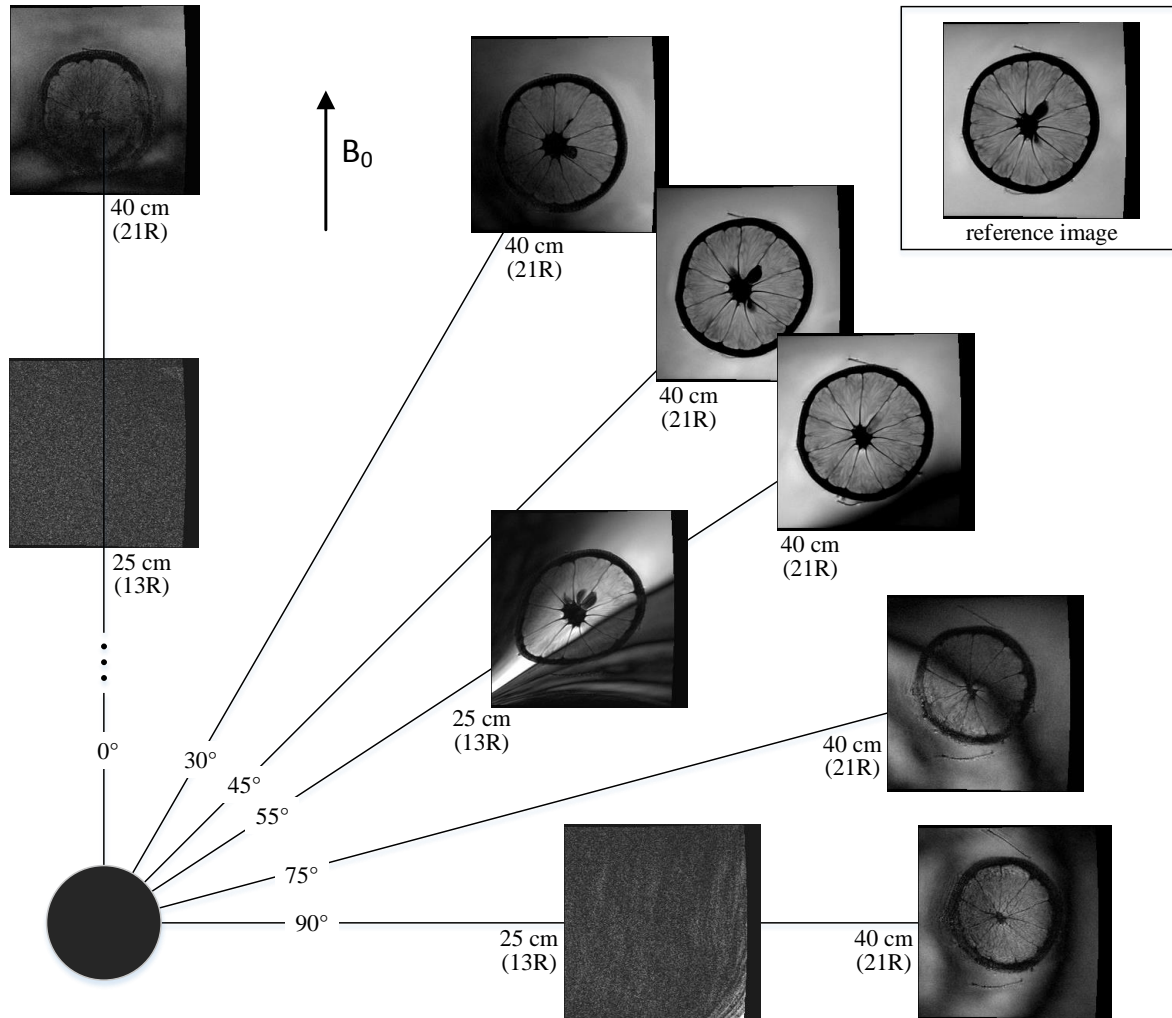 B₀
reference image
40 cm
(21R)
40 cm
(21R)
40 cm
(21R)
40 cm
(21R)
25 cm
(13R)
25 cm
(13R)
40 cm
(21R)
0°
30°
45°
55°
75°
90°
25 cm
(13R)
40 cm
(21R)